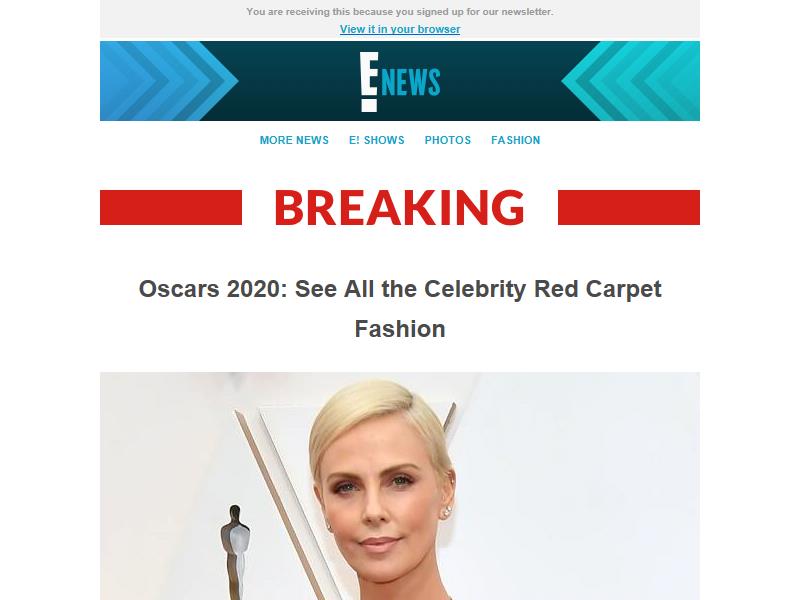 You are receiving this because you signed up for our newsletter.
View it in your browser
E! NEWS
MORE NEWS E! SHOWS PHOTOS FASHION
BREAKING
Oscars 2020: See All the Celebrity Red Carpet
Fashion